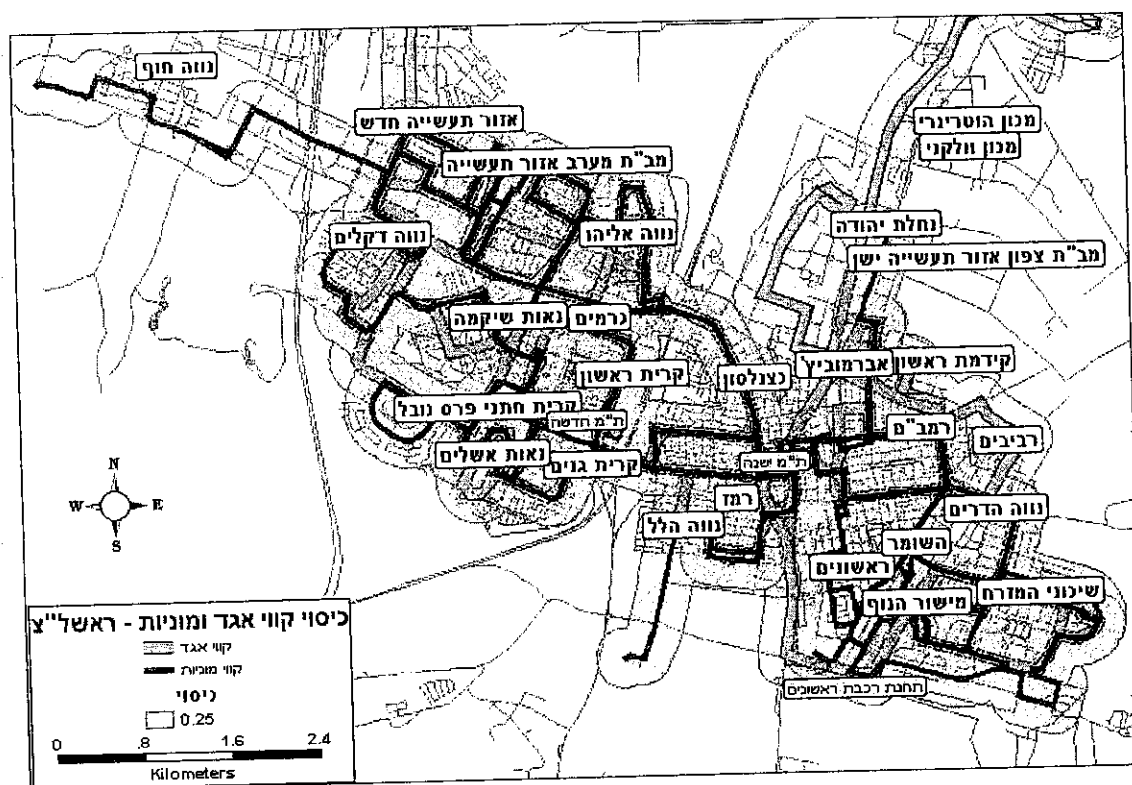 נווה חוף
אזור תעשייה חדש
מב"ת מערב אזור תעשייה
נווה אליהו
נווה דקלים
מכון הוטרינרי
מכון וולקני
נחלת יהודה
מב"ת צפון אזור תעשייה ישן
נאות שיקמה
כרמים
קרית ראשון
כצנלסון
אברמוביץ'
קידמת ראשון
קרית חתני פרס נובל
ת"מ חדשה
רמב"ם
רביבים
נאות אשלים
קרית גנים
ת"מ ישנה
רמז
נווה הלל
נווה הדרים
השומר
ראשונים
מישור הנוף
שיכוני המזרח
תחנת רכבת ראשונים
N
W
E
S
כיסוי קווי אגד ומוניות - ראשל"צ
קווי אגד
קווי מוניות
כיסוי
0.25
0 .8 1.6 2.4
Kilometers